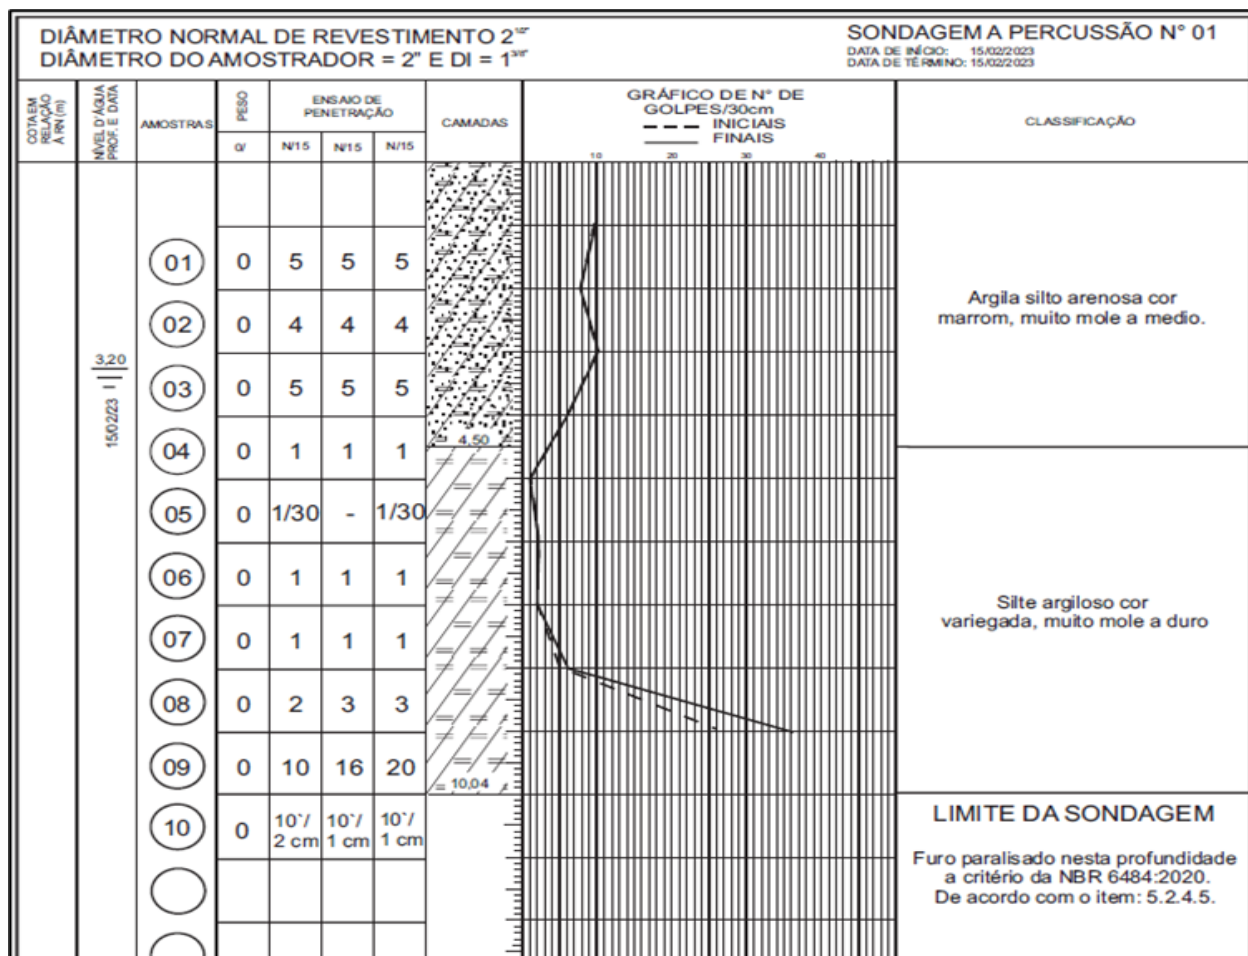 DIÂMETRO NORMAL DE REVESTIMENTO 2 1/2"
DIÂMETRO DO AMOSTRADOR = 2" E DI = 1 3/8"
SONDAGEM A PERCUSSÃO N° 01
DATA DE INÍCIO: 15/02/2023
DATA DE TÉRMINO: 15/02/2023
COTA EM
RELAÇÃO
À RN (m)
NÍVEL D'ÁGUA
PROF. E DATA
AMOSTRAS
PESO
0/
ENSAIO DE
PENETRAÇÃO
N/15 N/15 N/15
CAMADAS
GRÁFICO DE N° DE
GOLPES/30cm
INICIAIS
FINAIS
10 20 30 40
CLASSIFICAÇÃO
01 0 5 5 5
02 0 4 4 4
03 0 5 5 5
04 0 1 1 1
05 0 1/30 - 1/30
06 0 1 1 1
07 0 1 1 1
08 0 2 3 3
09 0 10 16 20
10 0 10`/ 10`/ 10`/
2 cm 1 cm 1 cm
3,20
15/02/23
4,50
10,04
Argila silto arenosa cor
marrom, muito mole a medio.
Silte argiloso cor
variegada, muito mole a duro
LIMITE DA SONDAGEM
Furo paralisado nesta profundidade
a critério da NBR 6484:2020.
De acordo com o item: 5.2.4.5.